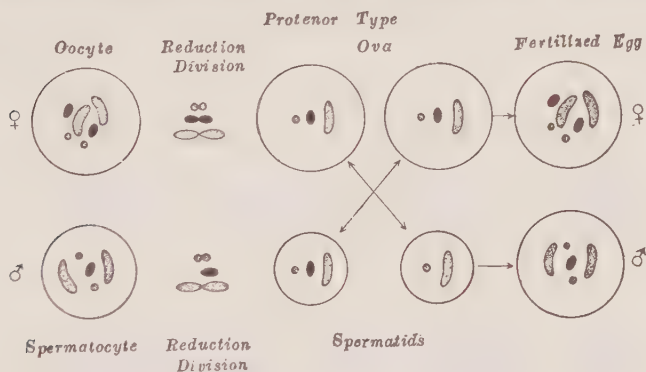 Protenor Type
Oocyte Reduction Division Ova Fertilized Egg
♀ ♀
♂ ♂
Spermatocyte Reduction Division Spermatids